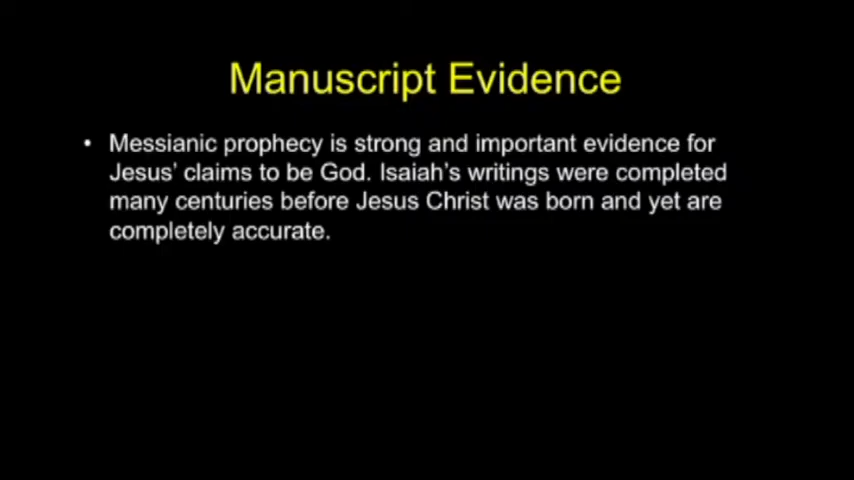 Manuscript Evidence
• Messianic prophecy is strong and important evidence for
Jesus’ claims to be God. Isaiah’s writings were completed
many centuries before Jesus Christ was born and yet are
completely accurate.